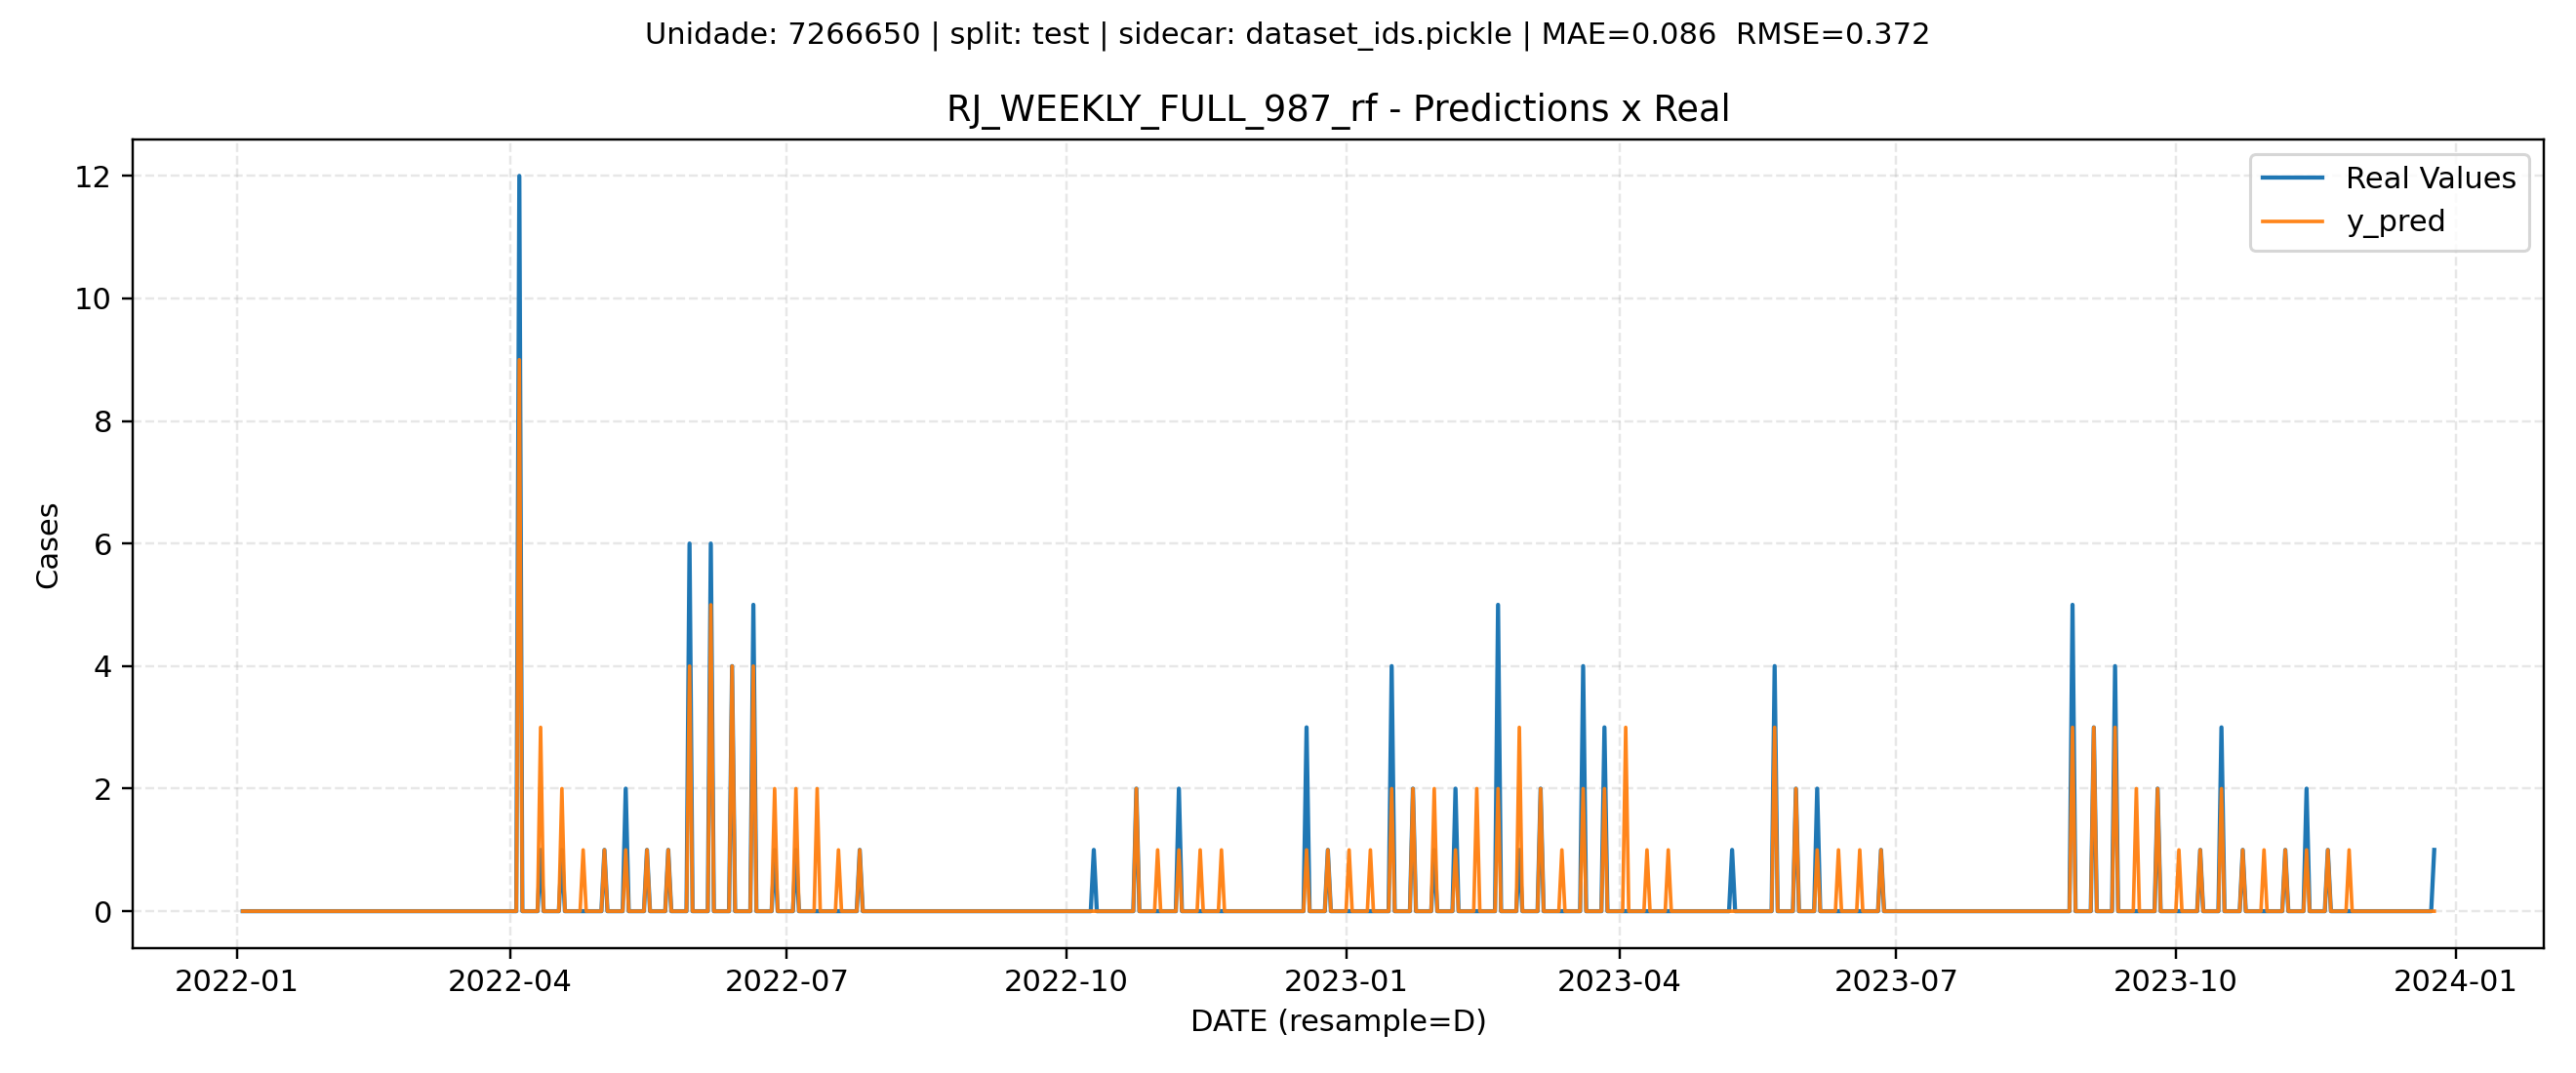 Unidade: 7266650 | split: test | sidecar: dataset_ids.pickle | MAE=0.086  RMSE=0.372
RJ_WEEKLY_FULL_987_rf - Predictions x Real
Real Values
y_pred
12
10
8
6
4
2
0
Cases
2022-01
2022-04
2022-07
2022-10
2023-01
2023-04
2023-07
2023-10
2024-01
DATE (resample=D)